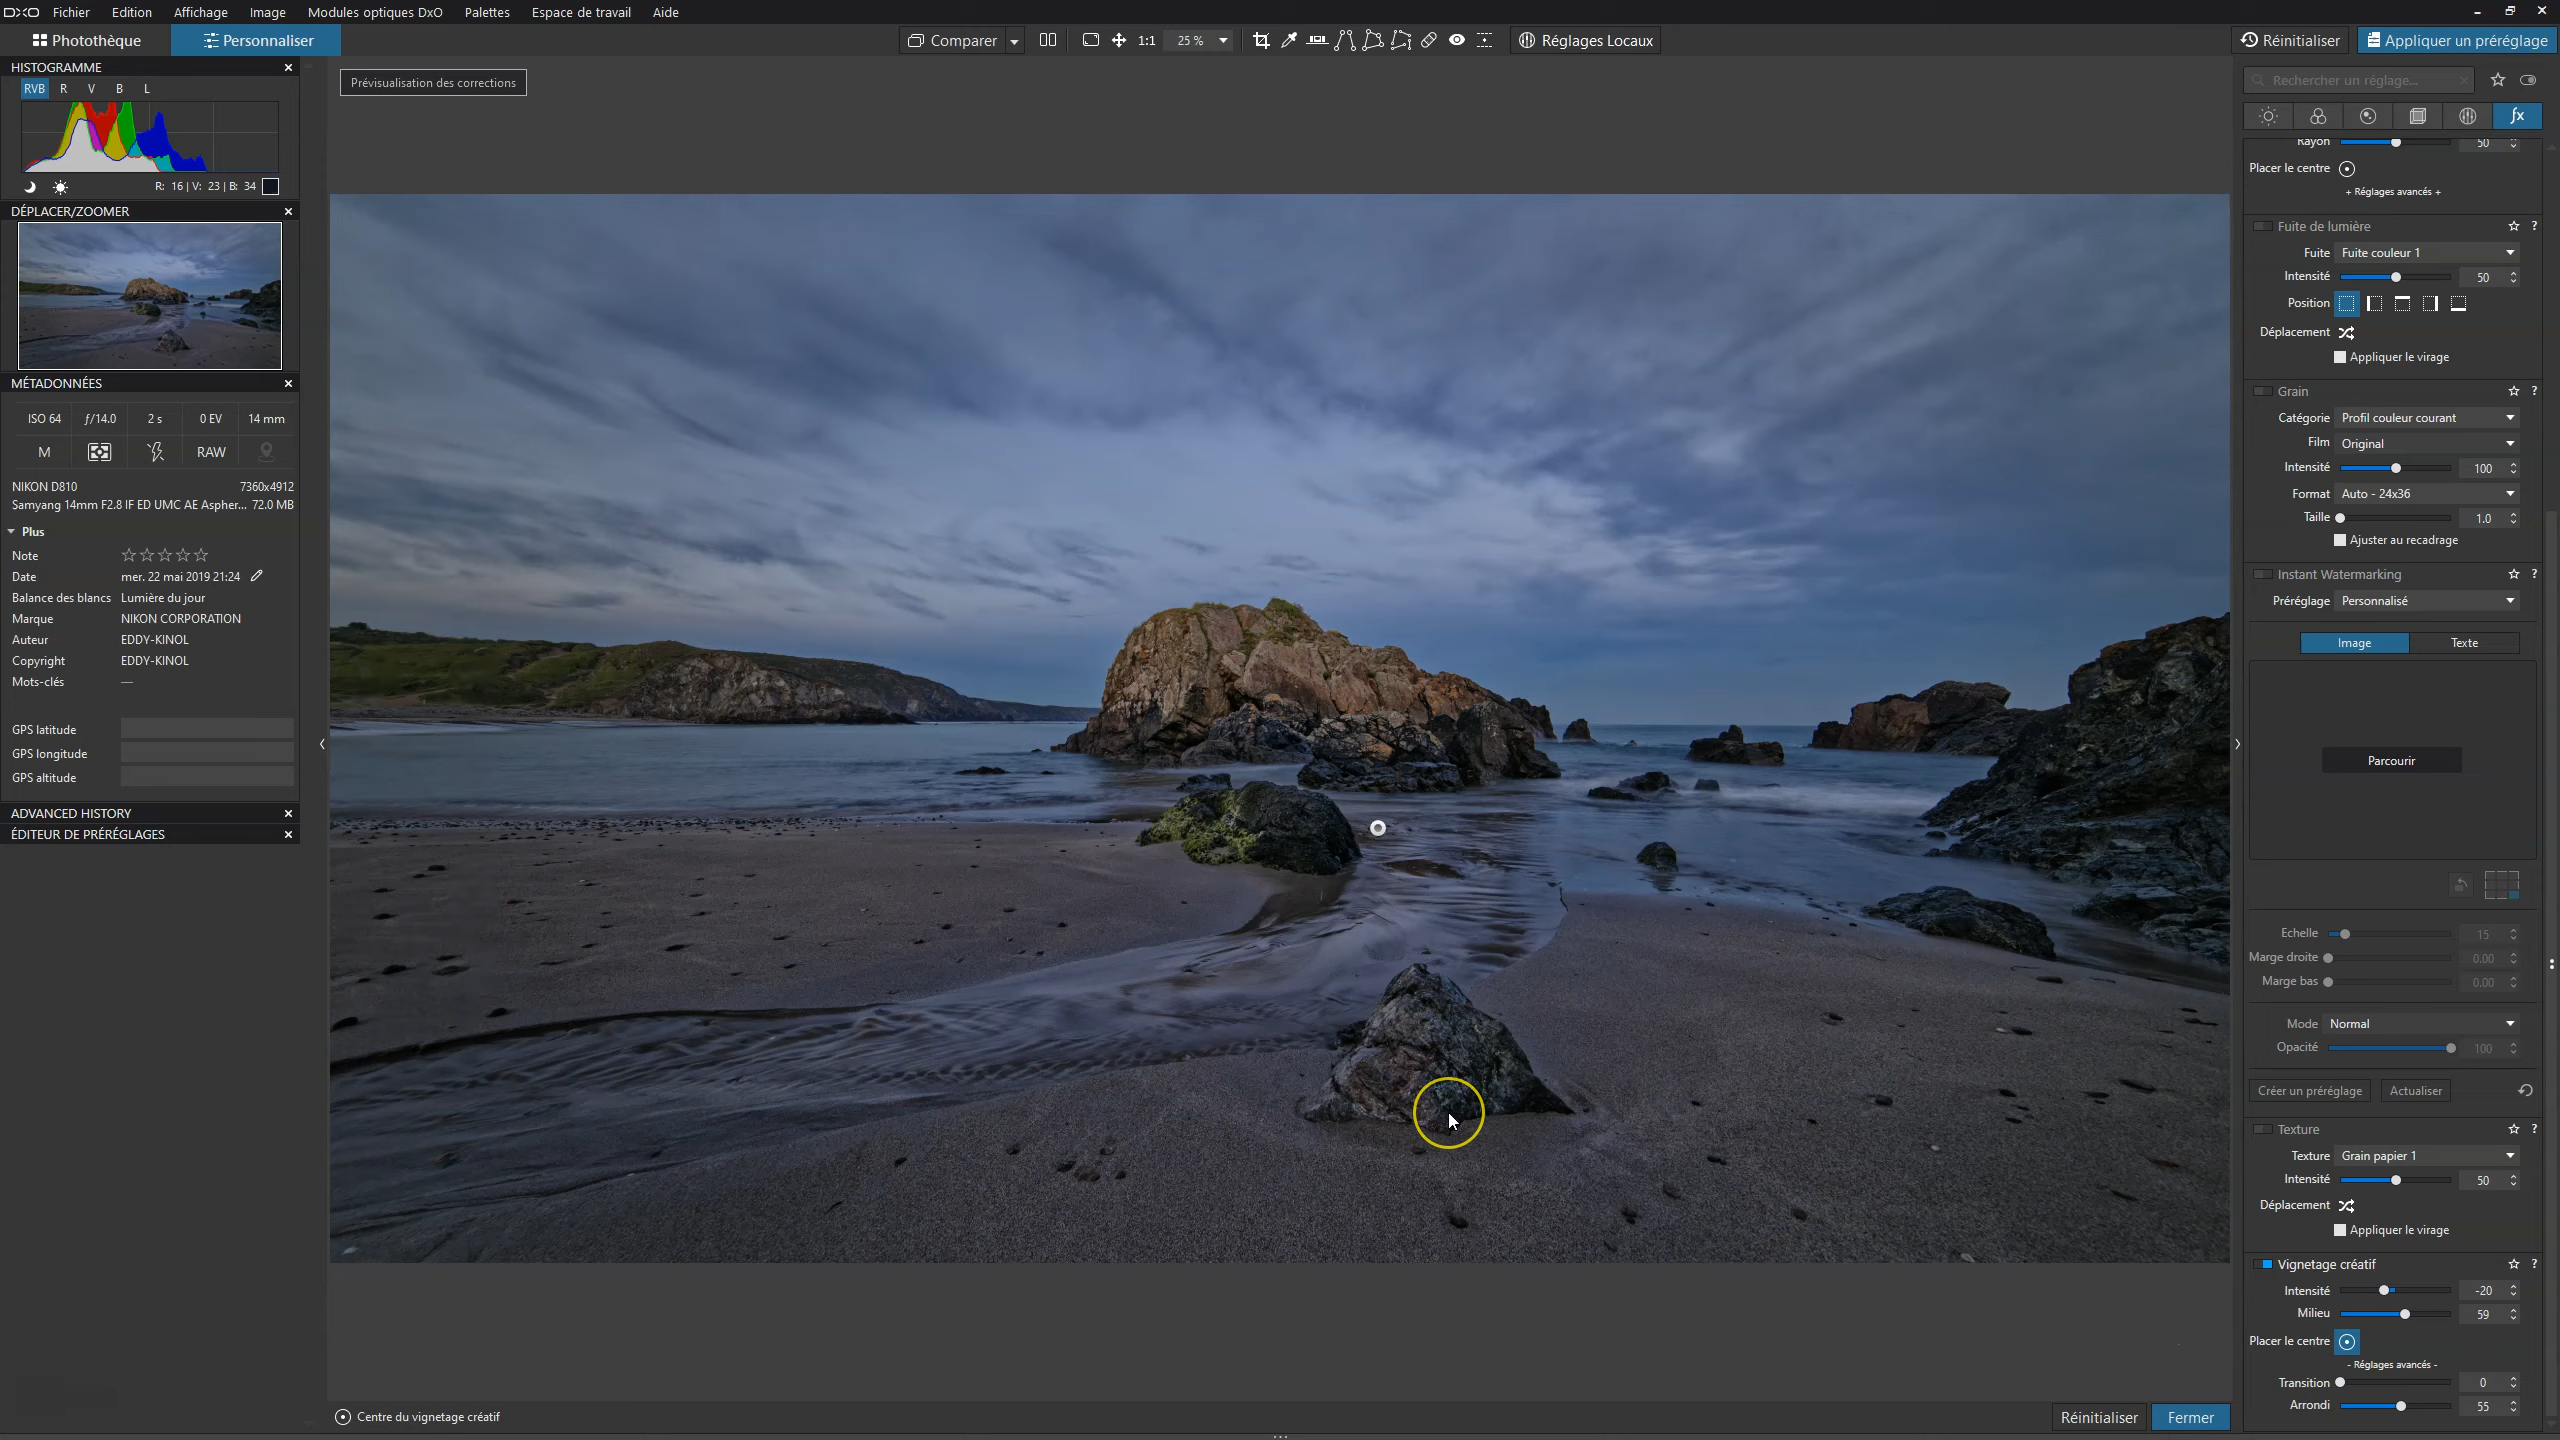 DXO Fichier Edition Affichage Image Modules optiques DxO Palettes Espace de travail Aide
Photothèque Personnaliser Comparer 1:1 25 % Réglages Locaux Réinitialiser Appliquer un préréglage
HISTOGRAMME
RVB R V B L
R: 16 | V: 23 | B: 34
DÉPLACER/ZOOMER
MÉTADONNÉES
ISO 64 ƒ/14.0 2 s 0 EV 14 mm
M RAW
NIKON D810 7360x4912
Samyang 14mm F2.8 IF ED UMC AE Aspher... 72.0 MB
Plus
Note
Date mer. 22 mai 2019 21:24
Balance des blancs Lumière du jour
Marque NIKON CORPORATION
Auteur EDDY-KINOL
Copyright EDDY-KINOL
Mots-clés —
GPS latitude
GPS longitude
GPS altitude
ADVANCED HISTORY
ÉDITEUR DE PRÉRÉGLAGES
Prévisualisation des corrections
Centre du vignetage créatif
Réinitialiser Fermer
Rechercher un réglage...
fx
Rayon 50
Placer le centre
+ Réglages avancés +
Fuite de lumière ?
Fuite Fuite couleur 1
Intensité 50
Position
Déplacement
Appliquer le virage
Grain ?
Catégorie Profil couleur courant
Film Original
Intensité 100
Format Auto - 24x36
Taille 1.0
Ajuster au recadrage
Instant Watermarking ?
Préréglage Personnalisé
Image Texte
Parcourir
Echelle 15
Marge droite 0.00
Marge bas 0.00
Mode Normal
Opacité 100
Créer un préréglage Actualiser
Texture ?
Texture Grain papier 1
Intensité 50
Déplacement
Appliquer le virage
Vignetage créatif ?
Intensité -20
Milieu 59
Placer le centre
- Réglages avancés -
Transition 0
Arrondi 55